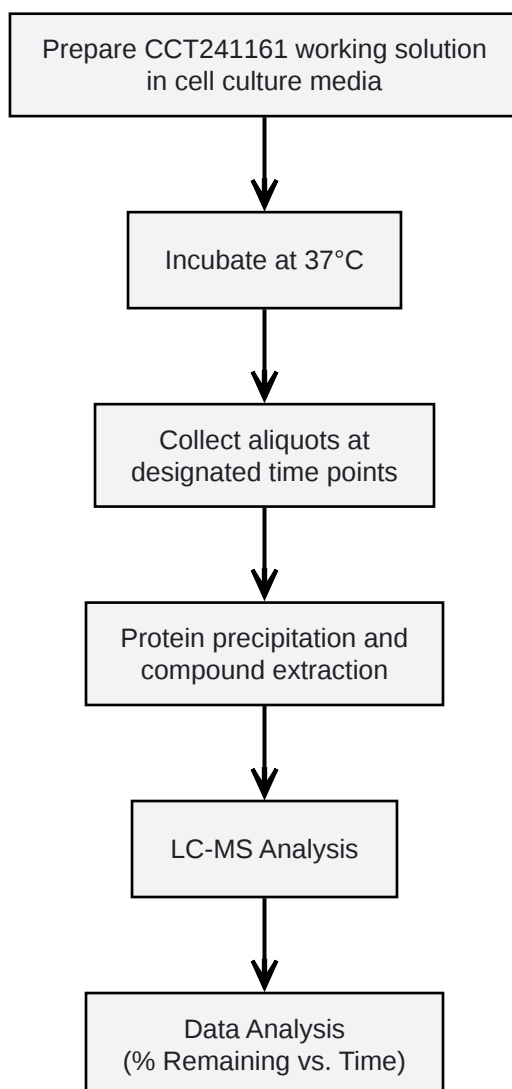 Prepare CCT241161 working solution
in cell culture media
Incubate at 37°C
Collect aliquots at
designated time points
Protein precipitation and
compound extraction
LC-MS Analysis
Data Analysis
(% Remaining vs. Time)